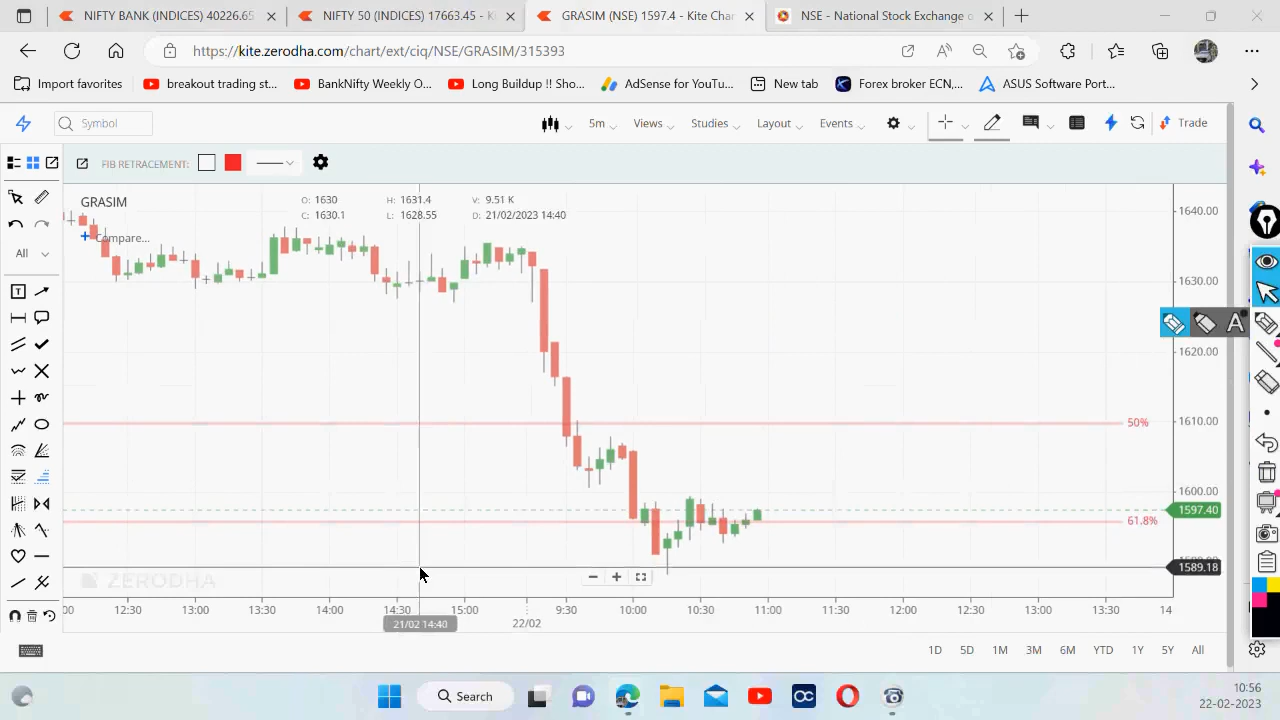 NIFTY BANK (INDICES) 40226.65
NIFTY 50 (INDICES) 17663.45 - K
GRASIM (NSE) 1597.4 - Kite Char
NSE - National Stock Exchange o
https://kite.zerodha.com/chart/ext/ciq/NSE/GRASIM/315393
Import favorites
breakout trading st...
BankNifty Weekly O...
Long Buildup !! Sho...
AdSense for YouTu...
New tab
Forex broker ECN,...
ASUS Software Port...
Symbol
5m
Views
Studies
Layout
Events
Trade
FIB RETRACEMENT:
GRASIM
O: 1630 H: 1631.4 V: 9.51 K
C: 1630.1 L: 1628.55 D: 21/02/2023 14:40
Compare...
All
T
A
1640.00
1630.00
1620.00
1610.00
50%
1600.00
1597.40
61.8%
1589.18
ZERODHA
:00 12:30 13:00 13:30 14:00 14:30 15:00 9:30 10:00 10:30 11:00 11:30 12:00 12:30 13:00 13:30 14
21/02 14:40
22/02
1D 5D 1M 3M 6M YTD 1Y 5Y All
Search
OC
10:56
22-02-2023